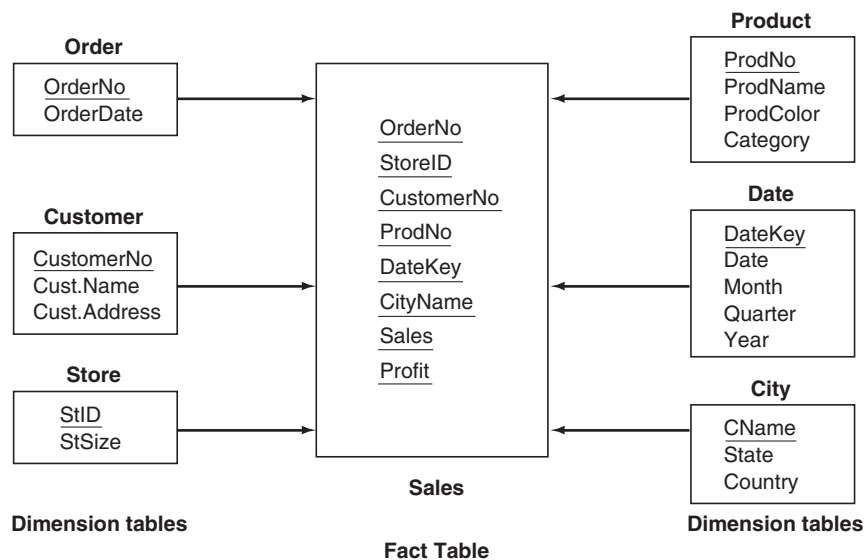 Order
OrderNo
OrderDate
Customer
CustomerNo
Cust.Name
Cust.Address
Store
StID
StSize
Dimension tables
OrderNo
StoreID
CustomerNo
ProdNo
DateKey
CityName
Sales
Profit
Sales
Fact Table
Product
ProdNo
ProdName
ProdColor
Category
Date
DateKey
Date
Month
Quarter
Year
City
CName
State
Country
Dimension tables